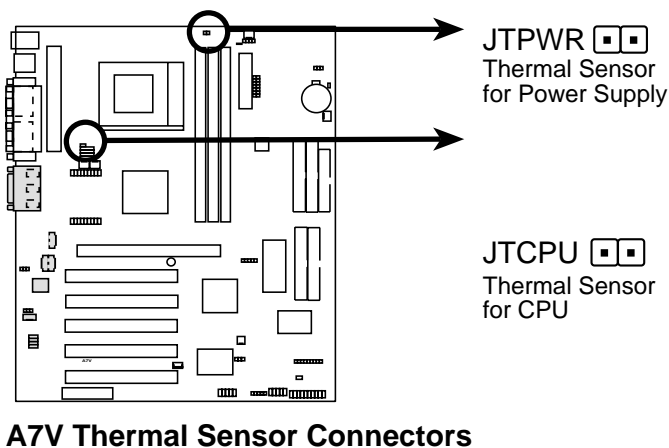 JTPWR
Thermal Sensor
for Power Supply
JTCPU
Thermal Sensor
for CPU
A7V
A7V Thermal Sensor Connectors